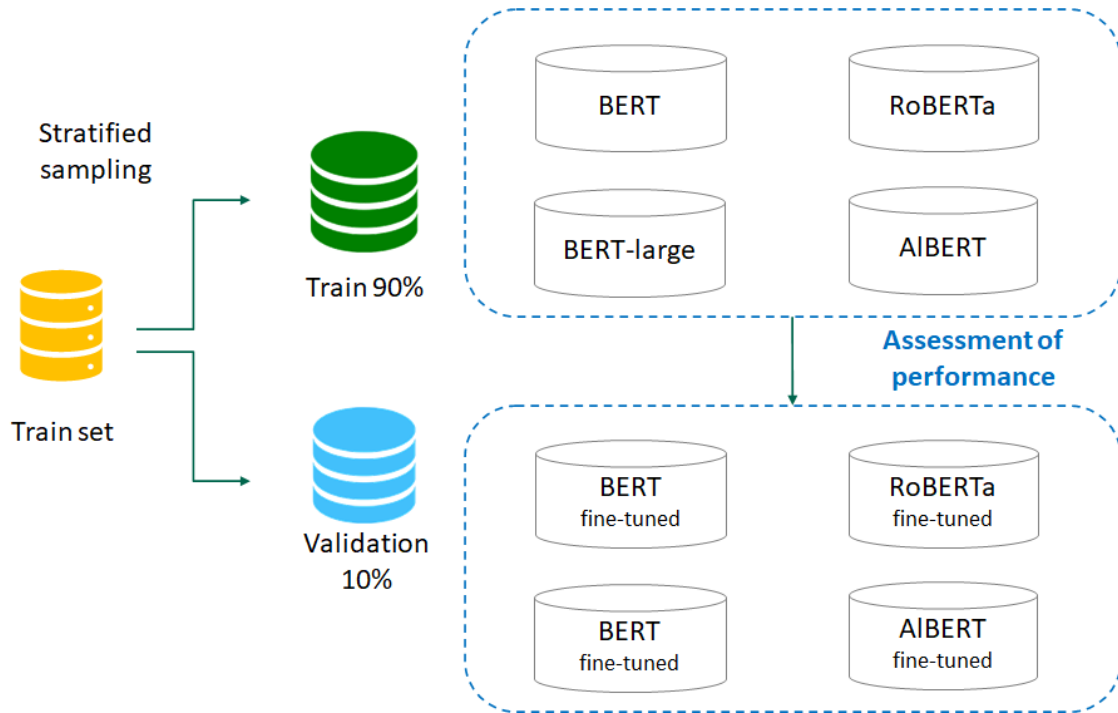 Stratified
sampling
Train set
Train 90%
Validation
10%
BERT
RoBERTa
BERT-large
AlBERT
Assessment of
performance
BERT
fine-tuned
RoBERTa
fine-tuned
BERT
fine-tuned
AlBERT
fine-tuned